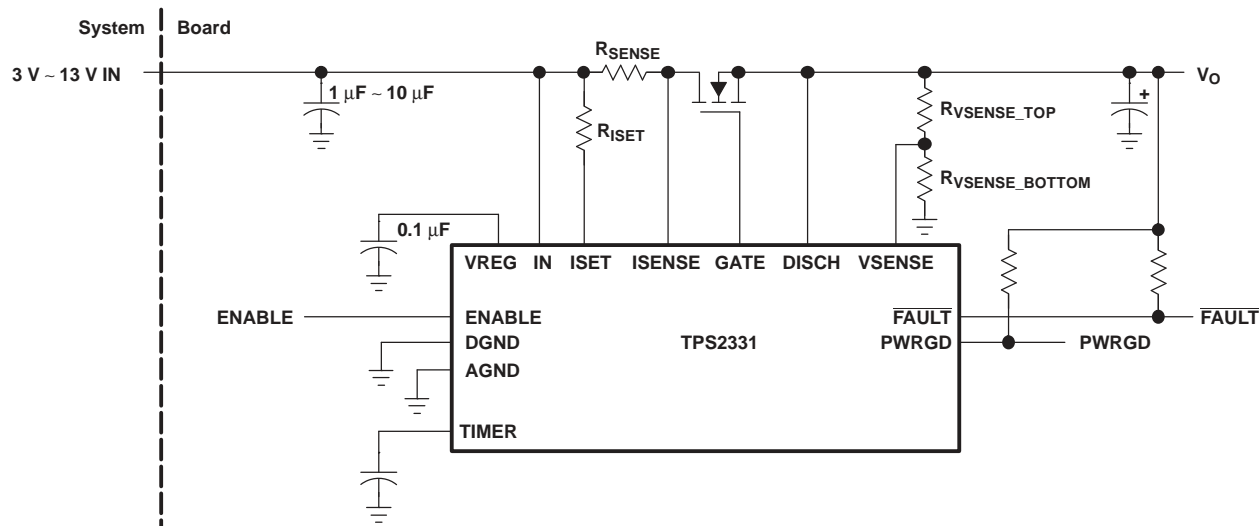 System Board
3 V ~ 13 V IN
RSENSE
VO
1 μF ~ 10 μF
+
RISET
RVSENSE_TOP
RVSENSE_BOTTOM
0.1 μF
VREG IN ISET ISENSE GATE DISCH VSENSE
ENABLE ENABLE FAULT FAULT
DGND TPS2331 PWRGD PWRGD
AGND
TIMER